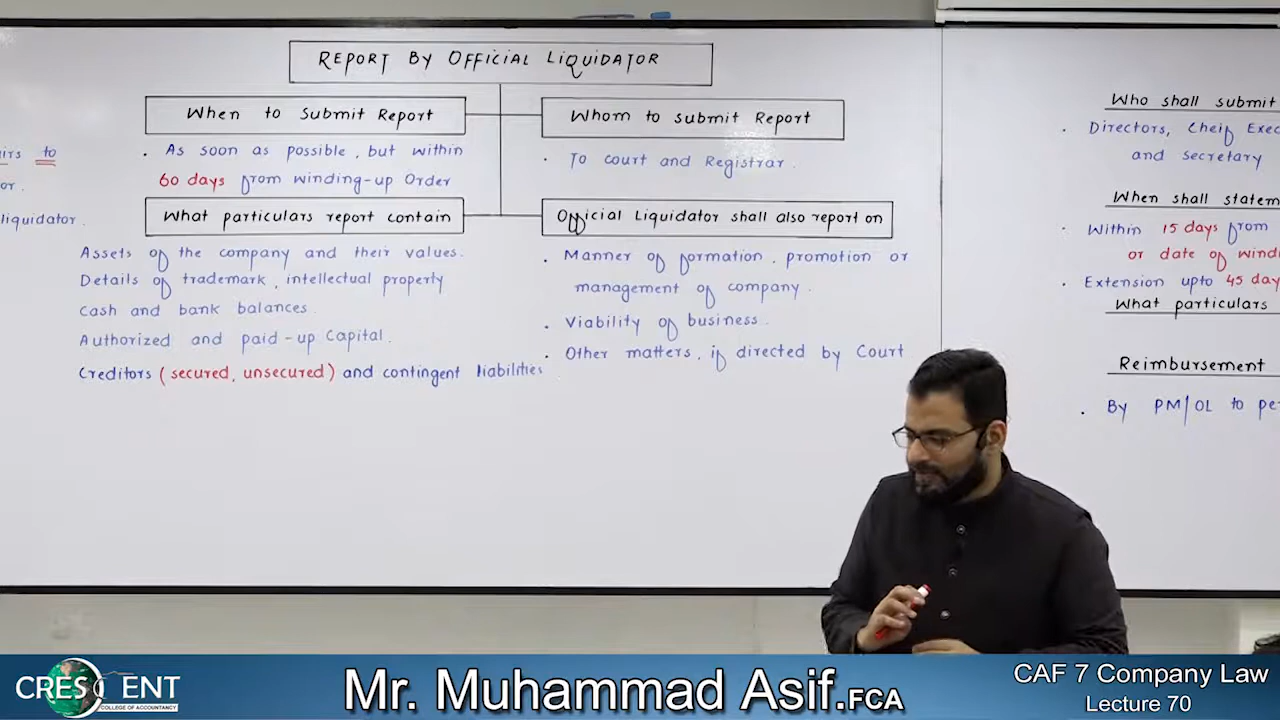 REPORT BY OFFICIAL LIQUIDATOR
When to Submit Report
. As soon as possible, but within
60 days from winding-up Order
What particulars report contain
Assets of the company and their values.
Details of trademark, intellectual property
Cash and bank balances
Authorized and paid-up Capital.
Creditors (secured, unsecured) and contingent liabilities
Whom to submit Report
. To court and Registrar.
Official Liquidator shall also report on
. Manner of formation, promotion or
management of company.
. Viability of business.
. Other matters, if directed by Court
to
or.
liquidator.
Who shall submit
. Directors, Cheif
and secretary
When shall
. Within 15 days from
or date of
. Extension upto 45
What particulars
Reimbursement
. By PM/OL to
CRESCENT
COLLEGE OF ACCOUNTANCY
Mr. Muhammad Asif.FCA
CAF 7 Company Law
Lecture 70